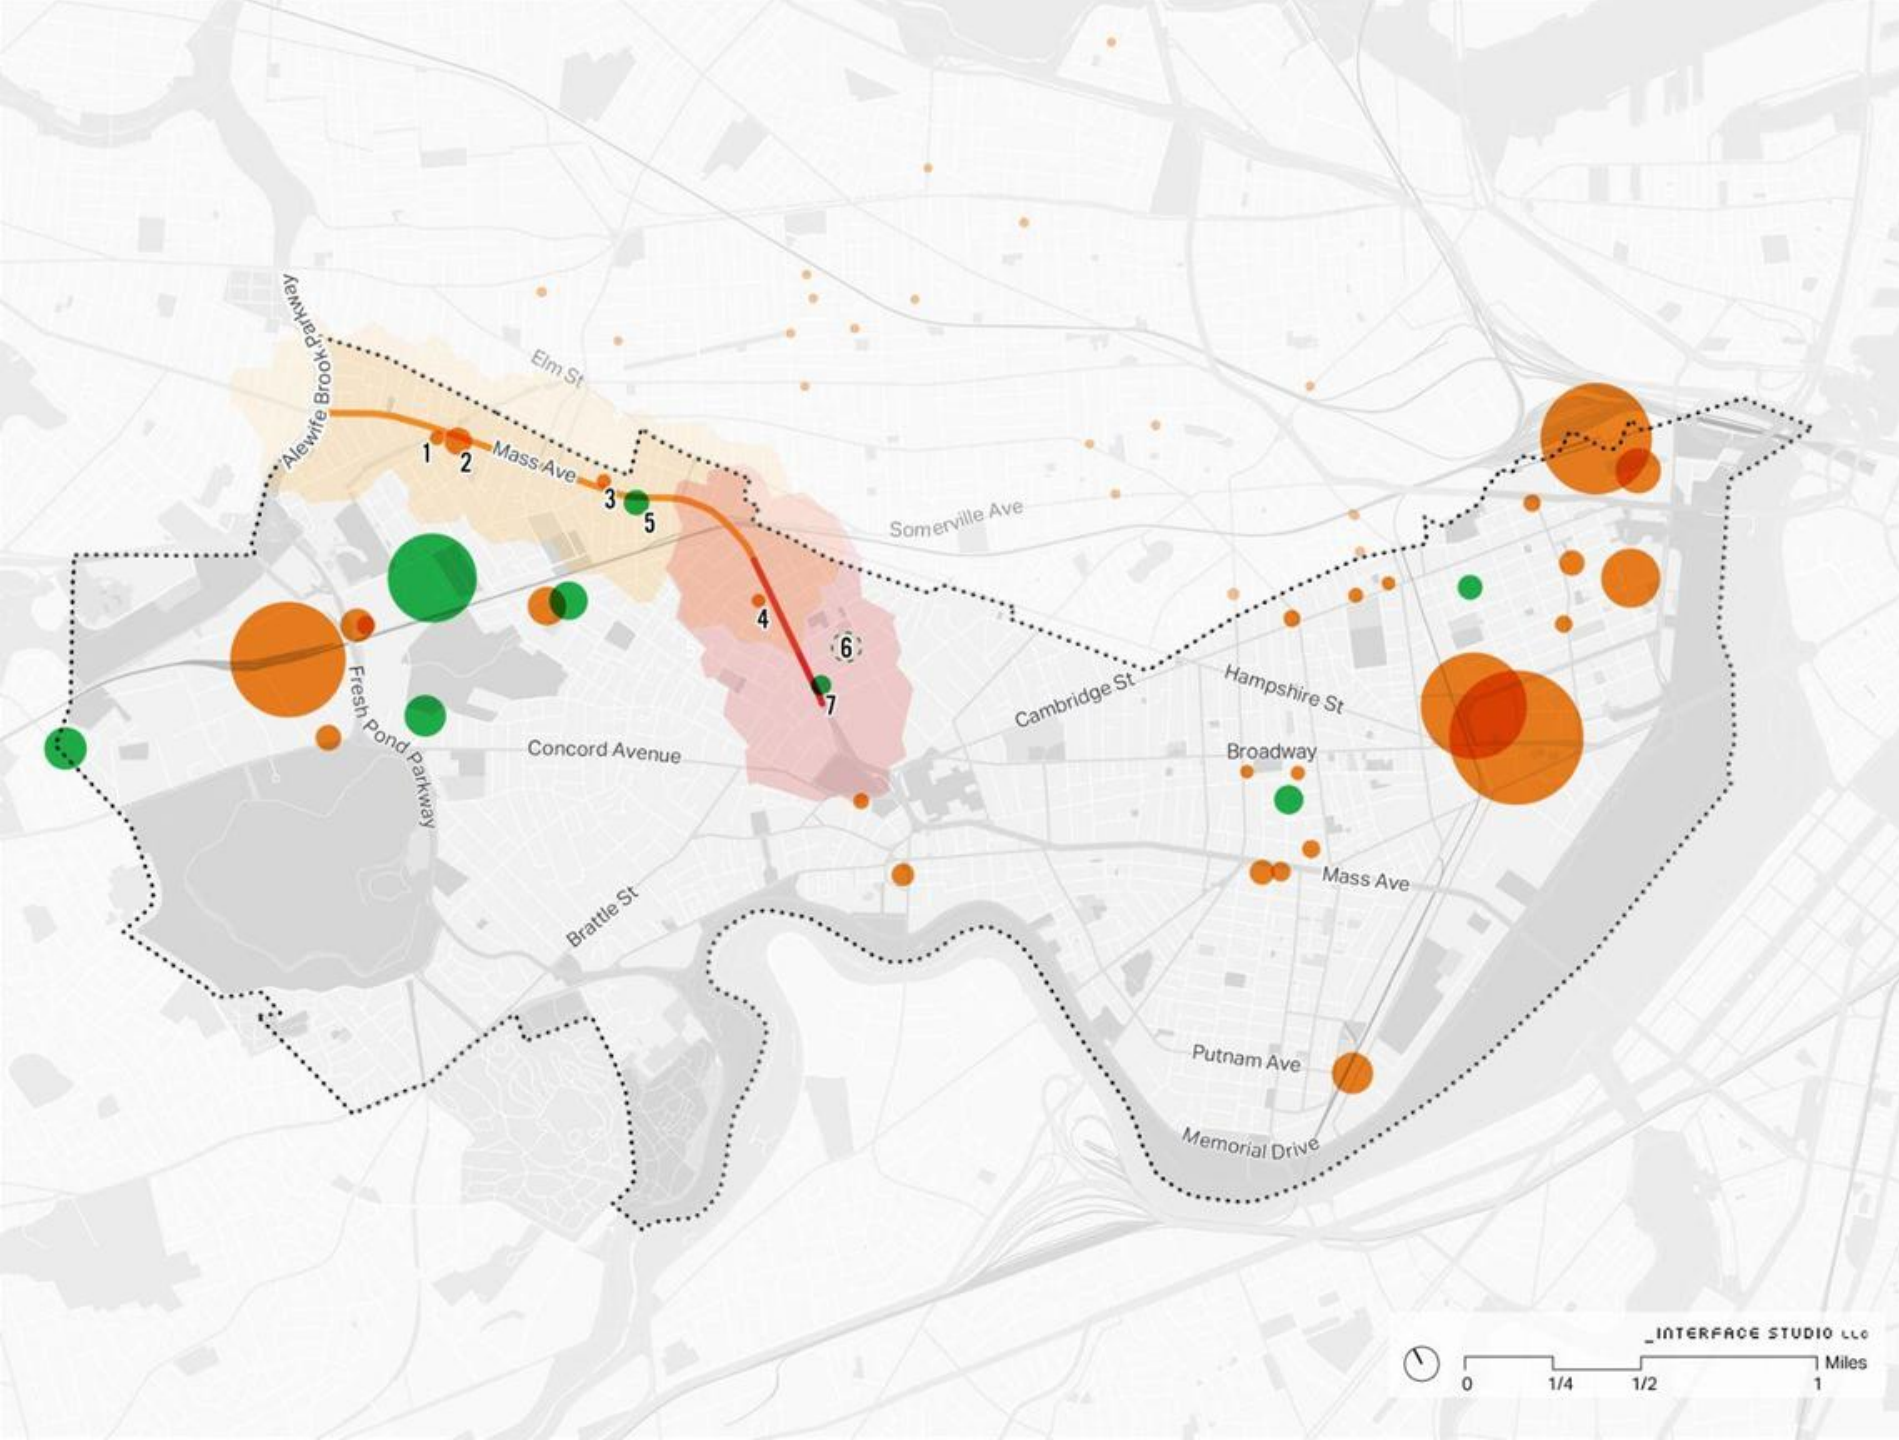 Alewife Brook Parkway
Elm St
1
2
Mass Ave
3
5
Somerville Ave
4
6
7
Fresh Pond Parkway
Concord Avenue
Cambridge St
Hampshire St
Broadway
Mass Ave
Brattle St
Putnam Ave
Memorial Drive
_INTERFACE STUDIO LLC
Miles
0 1/4 1/2 1